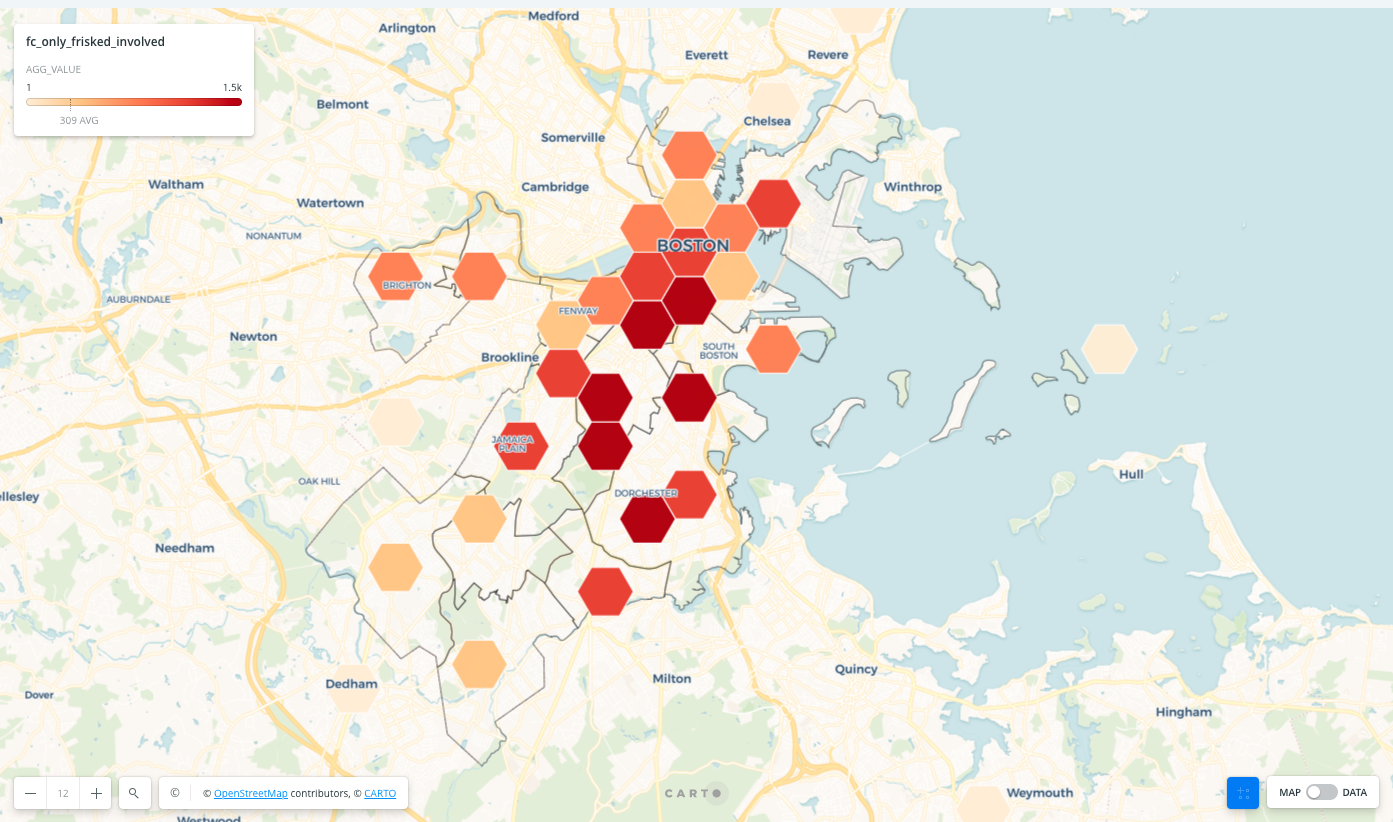 Medford
Arlington
Everett
Revere
fc_only_frisked_involved
AGG_VALUE
1
1.5k
309 AVG
Belmont
Chelsea
Somerville
Waltham
Cambridge
Winthrop
Watertown
NONANTUM
BOSTON
BRIGHTON
AUBURNDALE
FENWAY
Newton
SOUTH
BOSTON
Brookline
JAMAICA
PLAIN
OAK HILL
Hull
DORCHESTER
ellesley
Needham
Quincy
Milton
Dedham
Dover
Hingham
12
©
© OpenStreetMap contributors, © CARTO
CARTO
Weymouth
MAP
DATA
Westwood